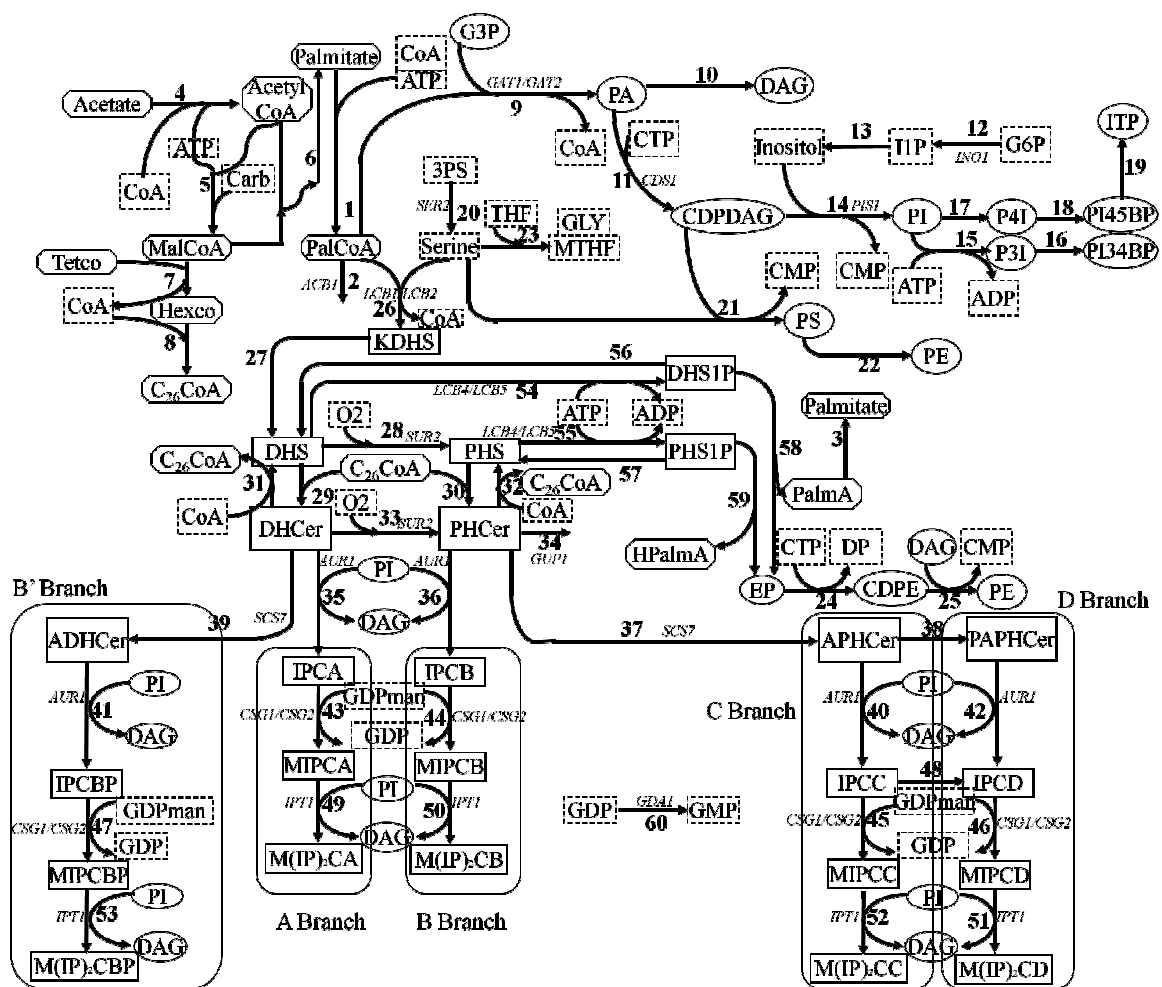 G3P
Palmitate
CoA
ATP
GAT1/GAT2
9
PA
10
DAG
Acetate
4
Acetyl
CoA
ATP
CoA
5
Carb
6
CoA
CTP
11
CDS1
Inositol
13
I1P
12
INO1
G6P
ITP
19
3PS
SER2
20
THF
23
GLY
MTHF
Serine
1
MalCoA
PalCoA
CDPDAG
14
PIS1
PI
17
P4I
18
PI45BP
15
P3I
16
PI34BP
CMP
CMP
ATP
ADP
Tetco
7
CoA
Hexco
8
C26CoA
ACB1
2
LCB1/LCB2
26
CoA
KDHS
21
PS
22
PE
27
56
DHS1P
LCB4/LCB5
54
ATP
ADP
O2
28
SUR2
LCB4/LCB5
55
DHS
PHS
PHS1P
57
58
Palmitate
3
PalmA
C26CoA
31
CoA
29
C26CoA
30
32
C26CoA
CoA
O2
33
SUR2
DHCer
PHCer
34
GUP1
59
HPalmA
CTP
DP
DAG
CMP
EP
24
CDPE
25
PE
B' Branch
D Branch
AUR1
PI
AUR1
35
36
DAG
39
SCS7
37
SCS7
ADHCer
APHCer
38
PAPHCer
AUR1
41
PI
DAG
IPCA
IPCB
GDPman
CSG1/CSG2
43
44
CSG1/CSG2
GDP
MIPCA
MIPCB
C Branch
AUR1
PI
AUR1
40
42
DAG
IPCBP
GDPman
CSG1/CSG2
47
GDP
MIPCBP
IPT1
49
PI
50
IPT1
DAG
M(IP)2CA
M(IP)2CB
GDP
GDA1
60
GMP
IPCC
48
IPCD
GDPman
CSG1/CSG2
45
46
CSG1/CSG2
GDP
MIPCC
MIPCD
IPT1
53
PI
DAG
M(IP)2CBP
A Branch
B Branch
IPT1
52
PI
51
IPT1
DAG
M(IP)2CC
M(IP)2CD